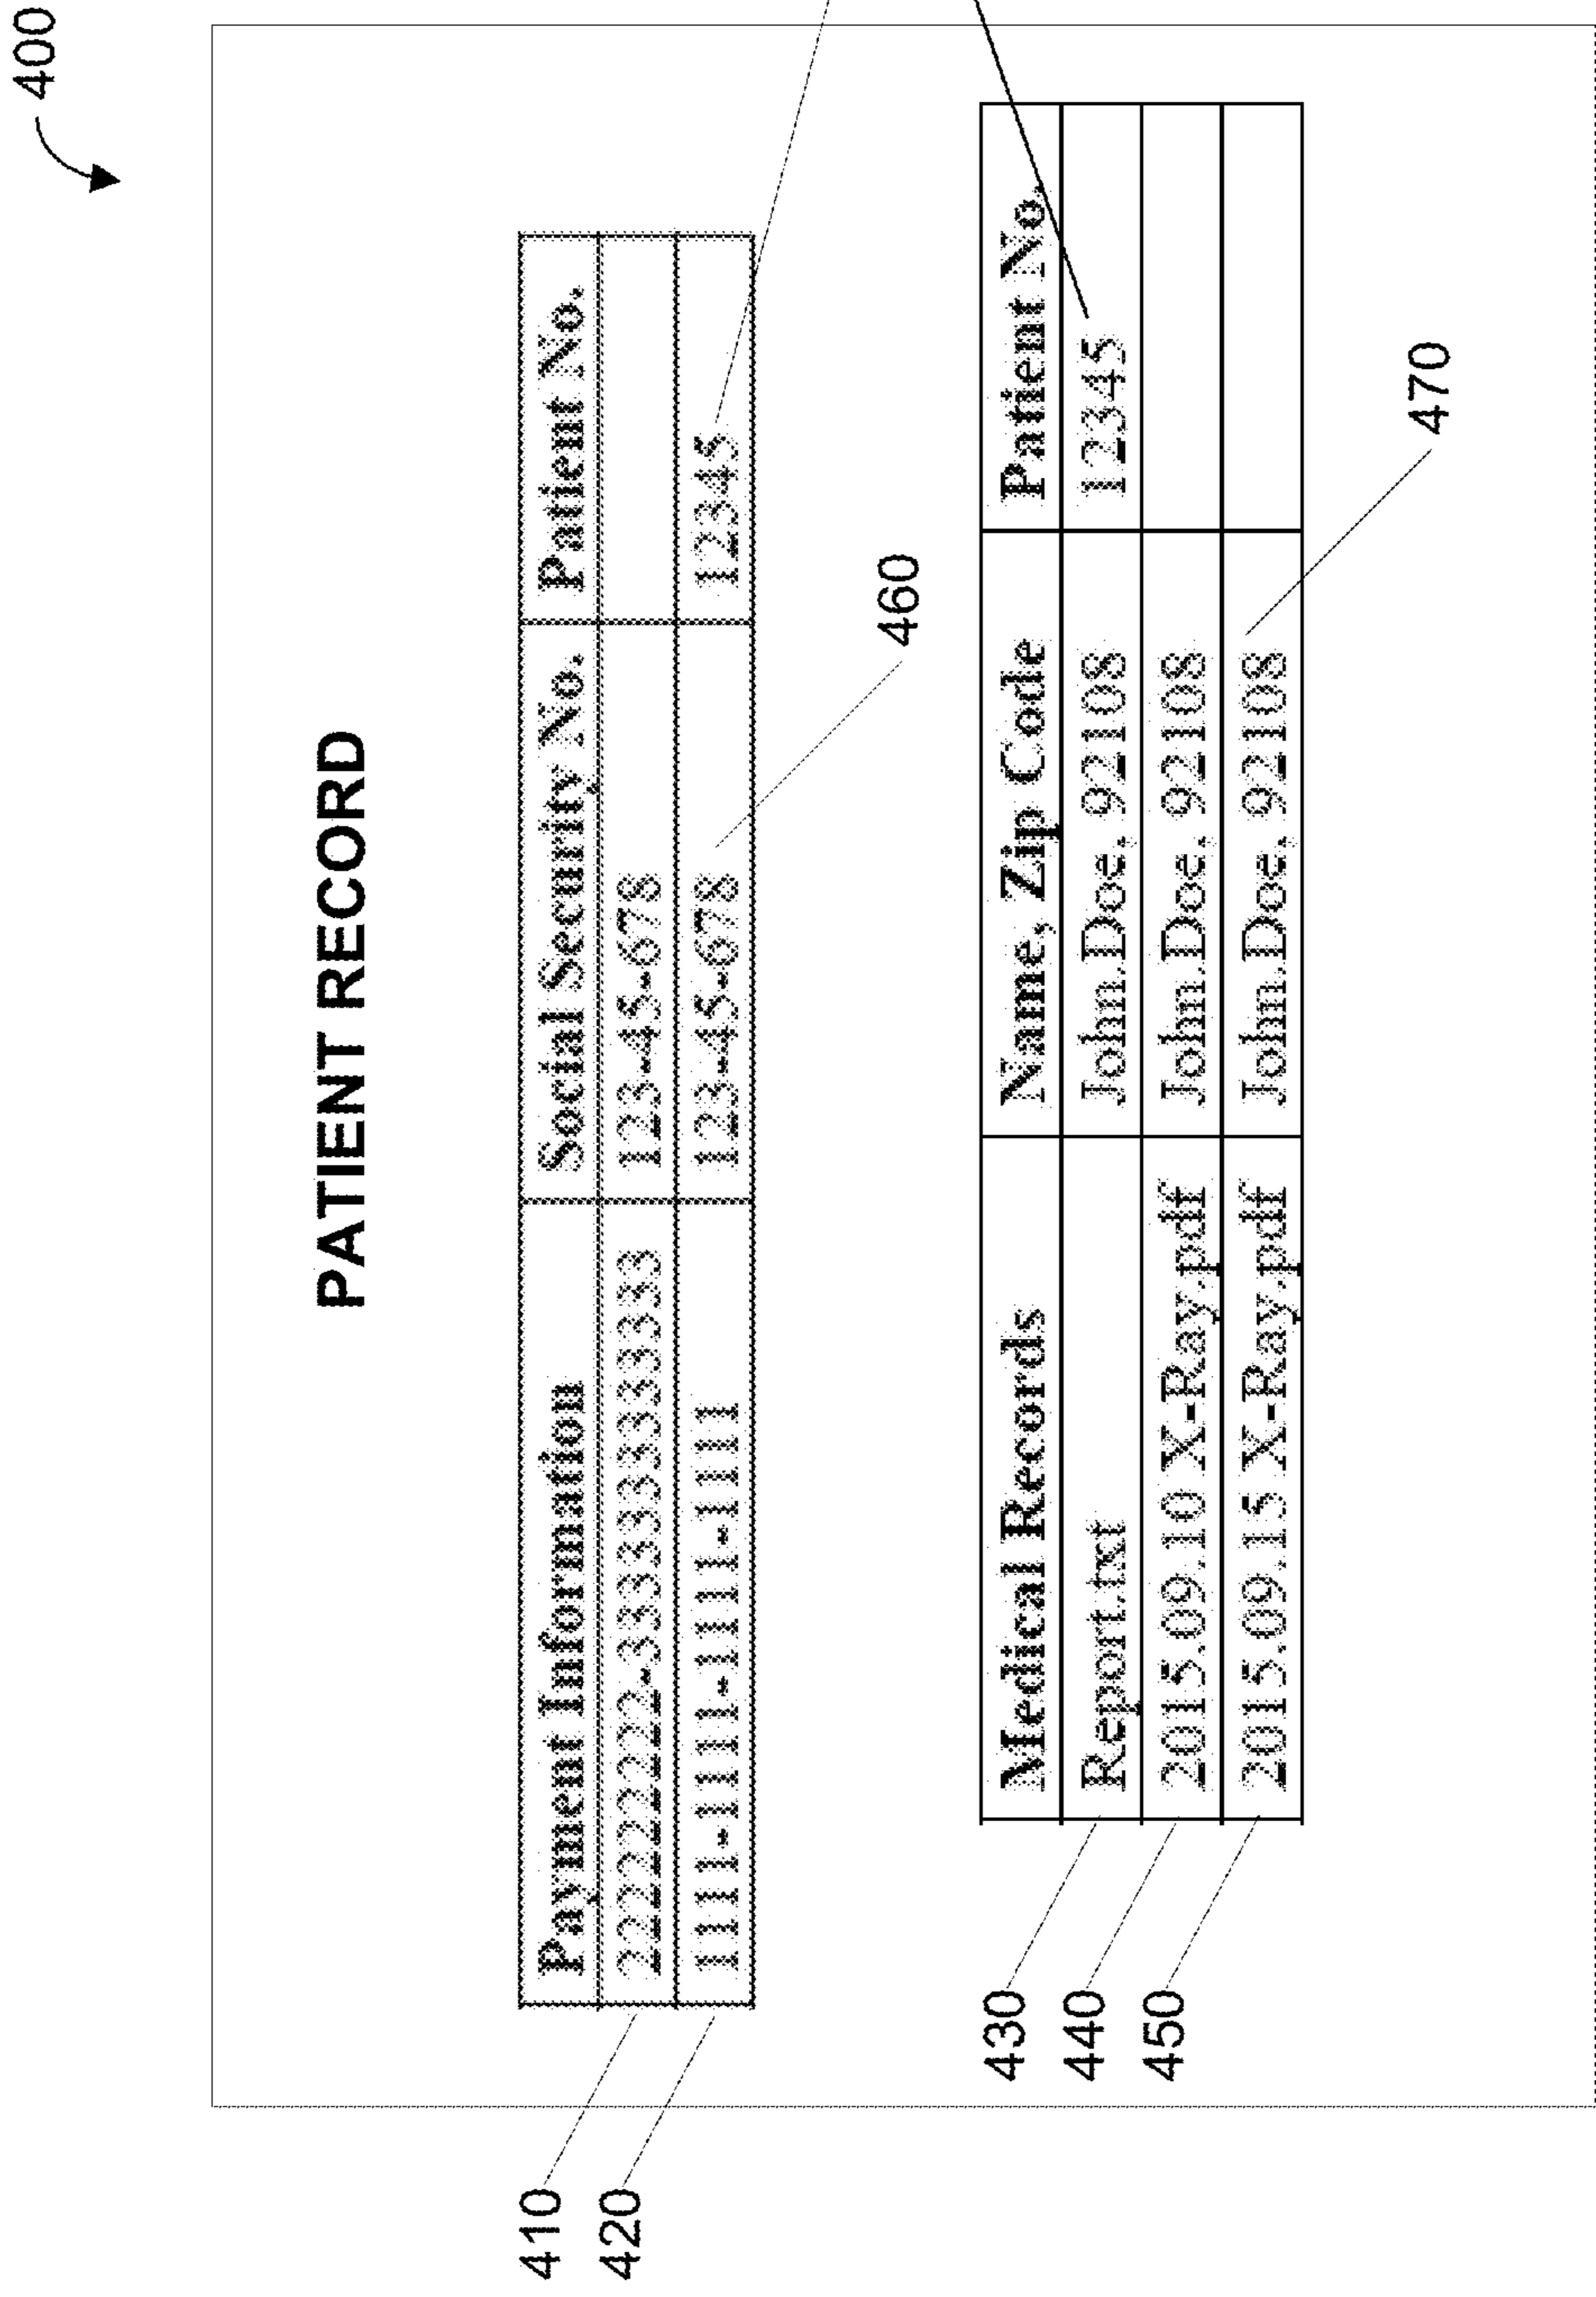 400
PATIENT RECORD
Payment Information Social Security No. Patient No.
410 22222222-33333333333 123-45-678
420 1111-1111-1111-1111 123-45-678 12345
460
Medical Records Name, Zip Code Patient No.
430 Report.txt John Doe, 92108 12345
440 2015.09.10 X-Ray.pdf John Doe, 92108
450 2015.09.15 X-Ray.pdf John Doe, 92108
470